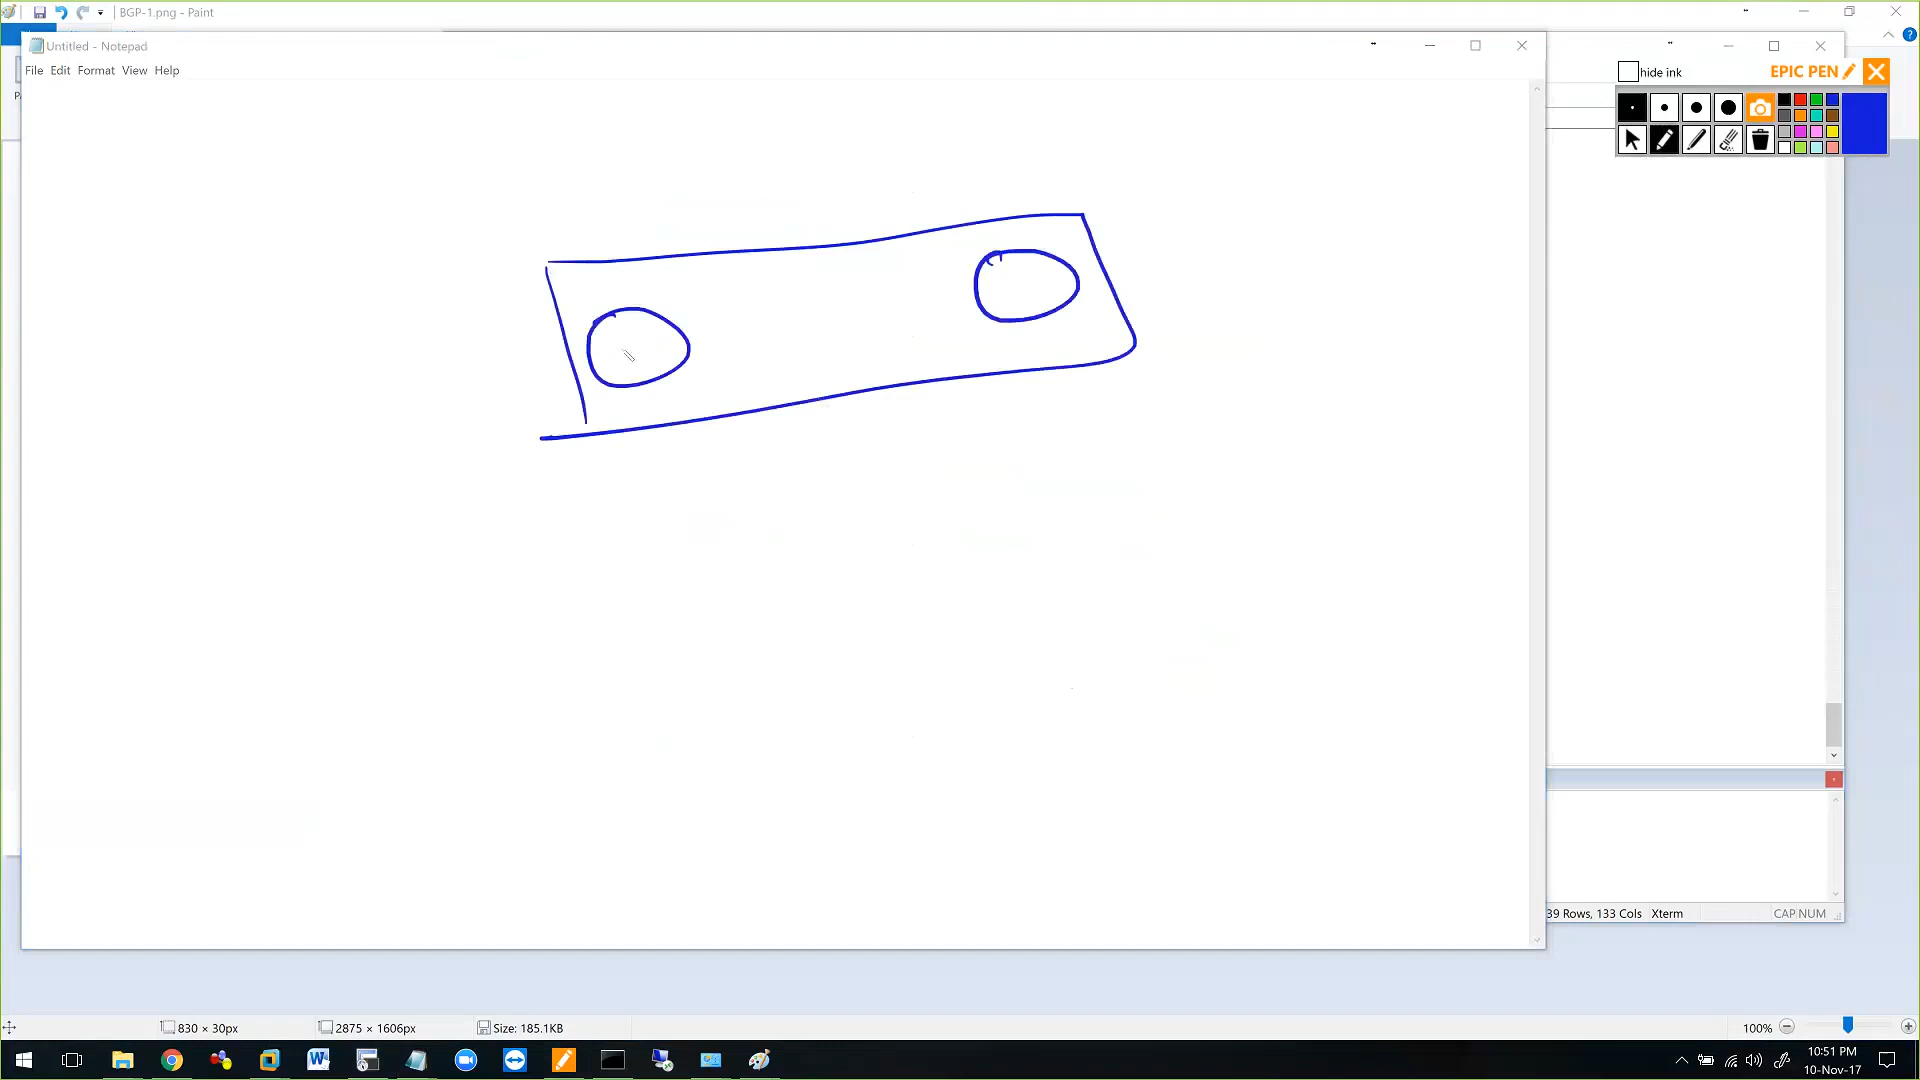 BGP-1.png - Paint
Untitled - Notepad
File Edit Format View Help
hide ink EPIC PEN
39 Rows, 133 Cols Xterm CAP NUM
830 × 30px 2875 × 1606px Size: 185.1KB 100%
10:51 PM
10-Nov-17